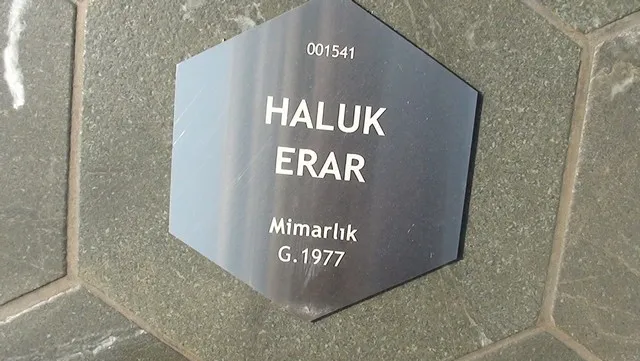 001541
HALUK
ERAR
Mimarlık
G.1977